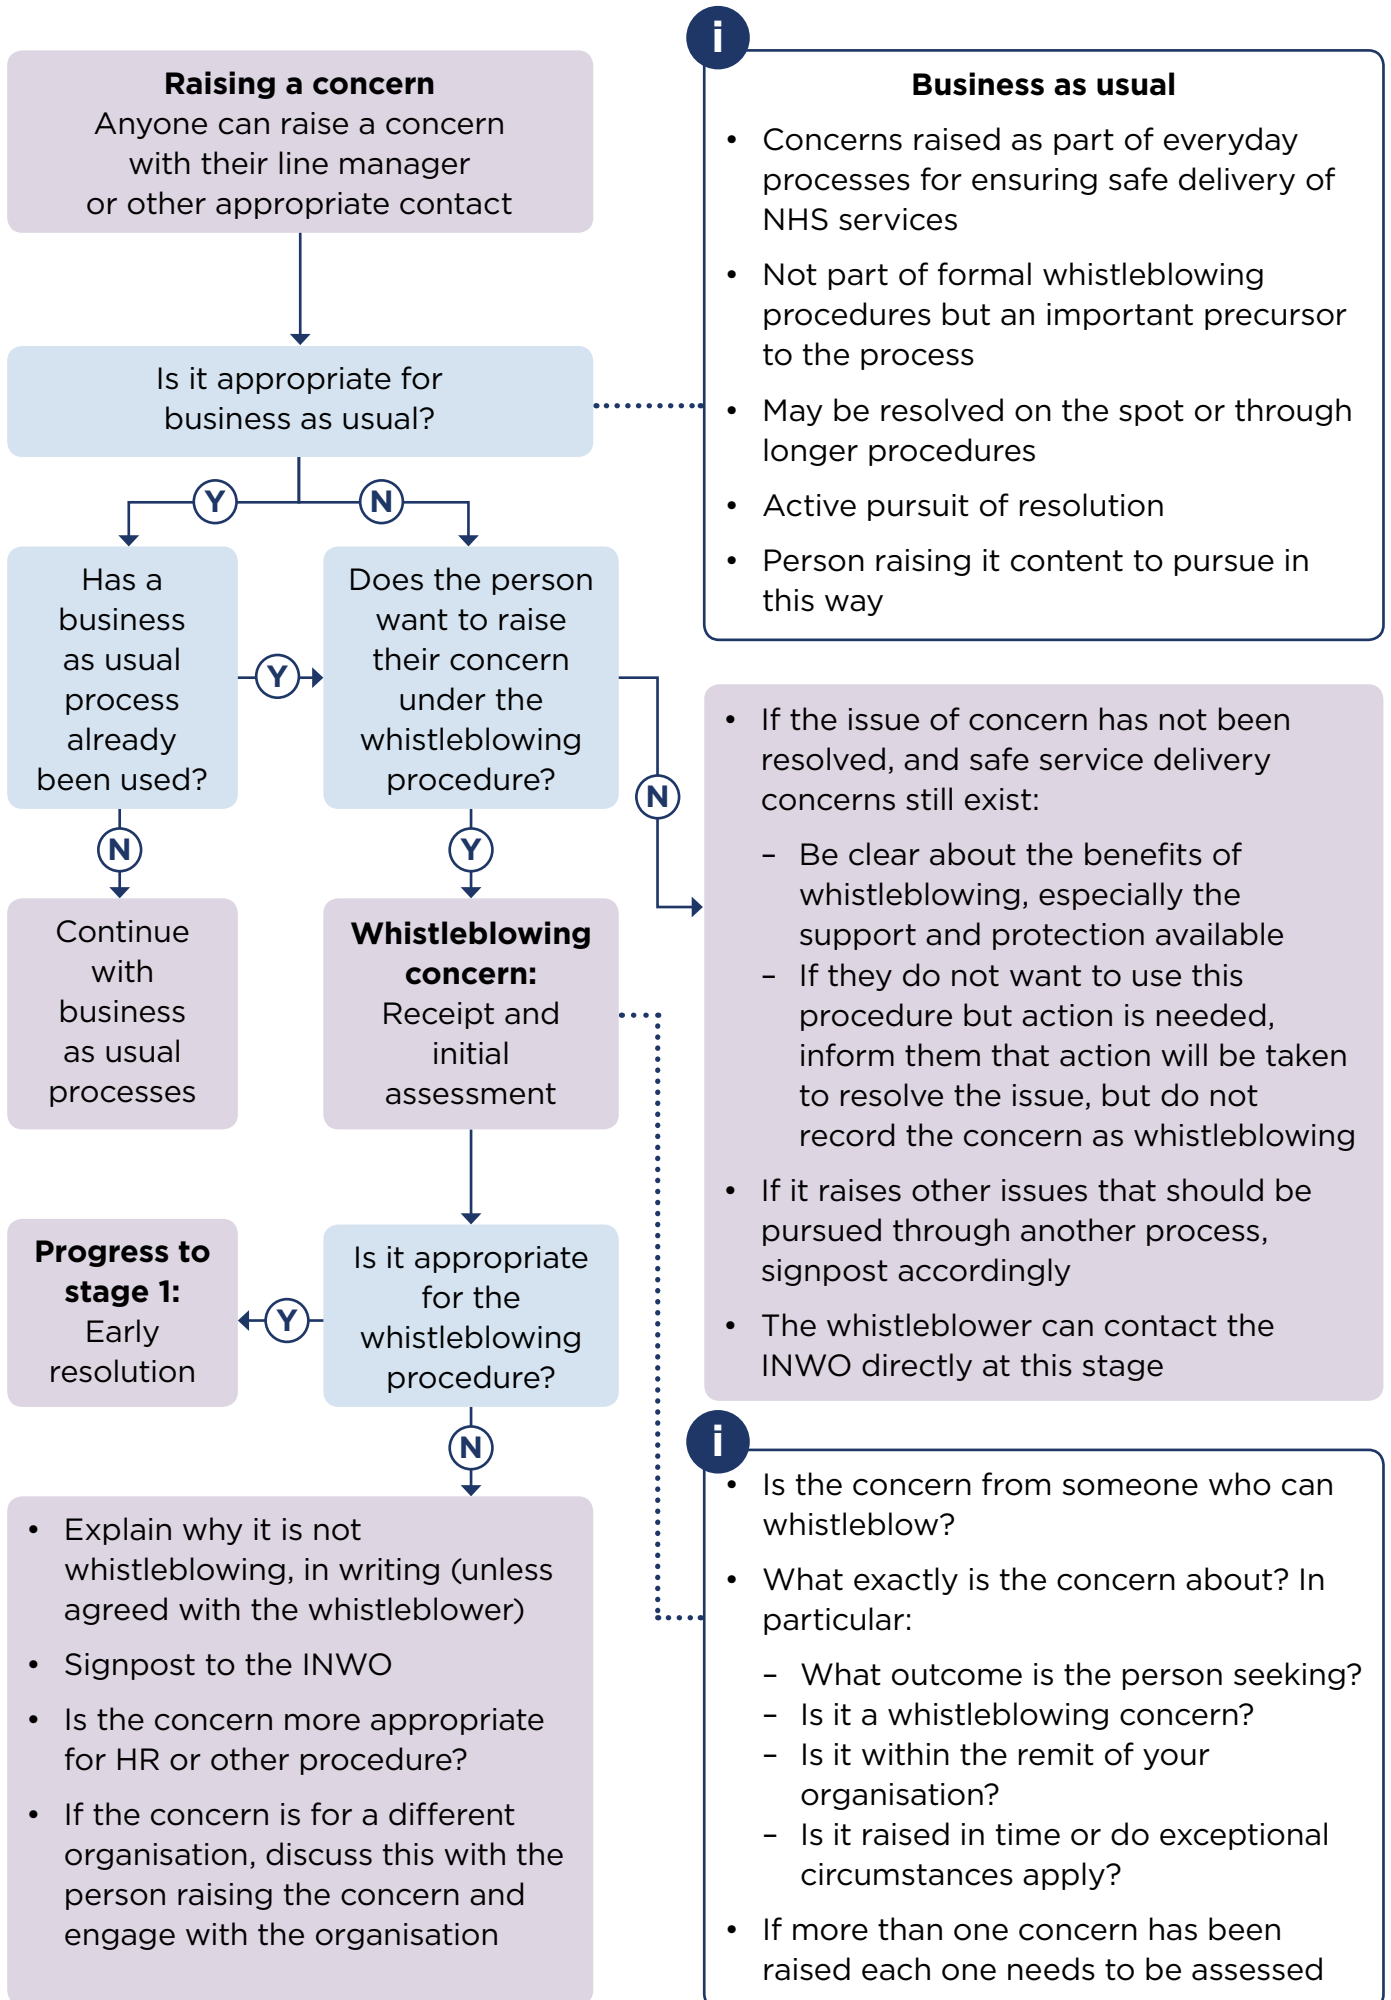 Raising a concern
Anyone can raise a concern
with their line manager
or other appropriate contact
i
Business as usual
• Concerns raised as part of everyday
processes for ensuring safe delivery of
NHS services
• Not part of formal whistleblowing
procedures but an important precursor
to the process
• May be resolved on the spot or through
longer procedures
• Active pursuit of resolution
• Person raising it content to pursue in
this way
Is it appropriate for
business as usual?
Y
N
Has a
business
as usual
process
already
been used?
Y
Does the person
want to raise
their concern
under the
whistleblowing
procedure?
N
N
Y
Continue
with
business
as usual
processes
Whistleblowing
concern:
Receipt and
initial
assessment
• If the issue of concern has not been
resolved, and safe service delivery
concerns still exist:
– Be clear about the benefits of
whistleblowing, especially the
support and protection available
– If they do not want to use this
procedure but action is needed,
inform them that action will be taken
to resolve the issue, but do not
record the concern as whistleblowing
• If it raises other issues that should be
pursued through another process,
signpost accordingly
• The whistleblower can contact the
INWO directly at this stage
Progress to
stage 1:
Early
resolution
Y
Is it appropriate
for the
whistleblowing
procedure?
N
• Explain why it is not
whistleblowing, in writing (unless
agreed with the whistleblower)
• Signpost to the INWO
• Is the concern more appropriate
for HR or other procedure?
• If the concern is for a different
organisation, discuss this with the
person raising the concern and
engage with the organisation
i
• Is the concern from someone who can
whistleblow?
• What exactly is the concern about? In
particular:
– What outcome is the person seeking?
– Is it a whistleblowing concern?
– Is it within the remit of your
organisation?
– Is it raised in time or do exceptional
circumstances apply?
• If more than one concern has been
raised each one needs to be assessed